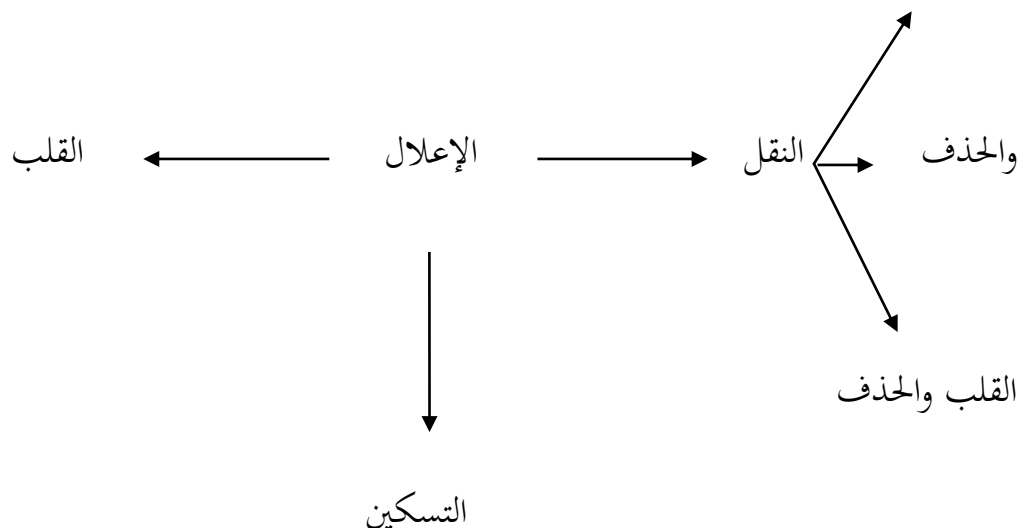 والحذف
النقل
الإعلال
القلب
القلب والحذف
التسكين